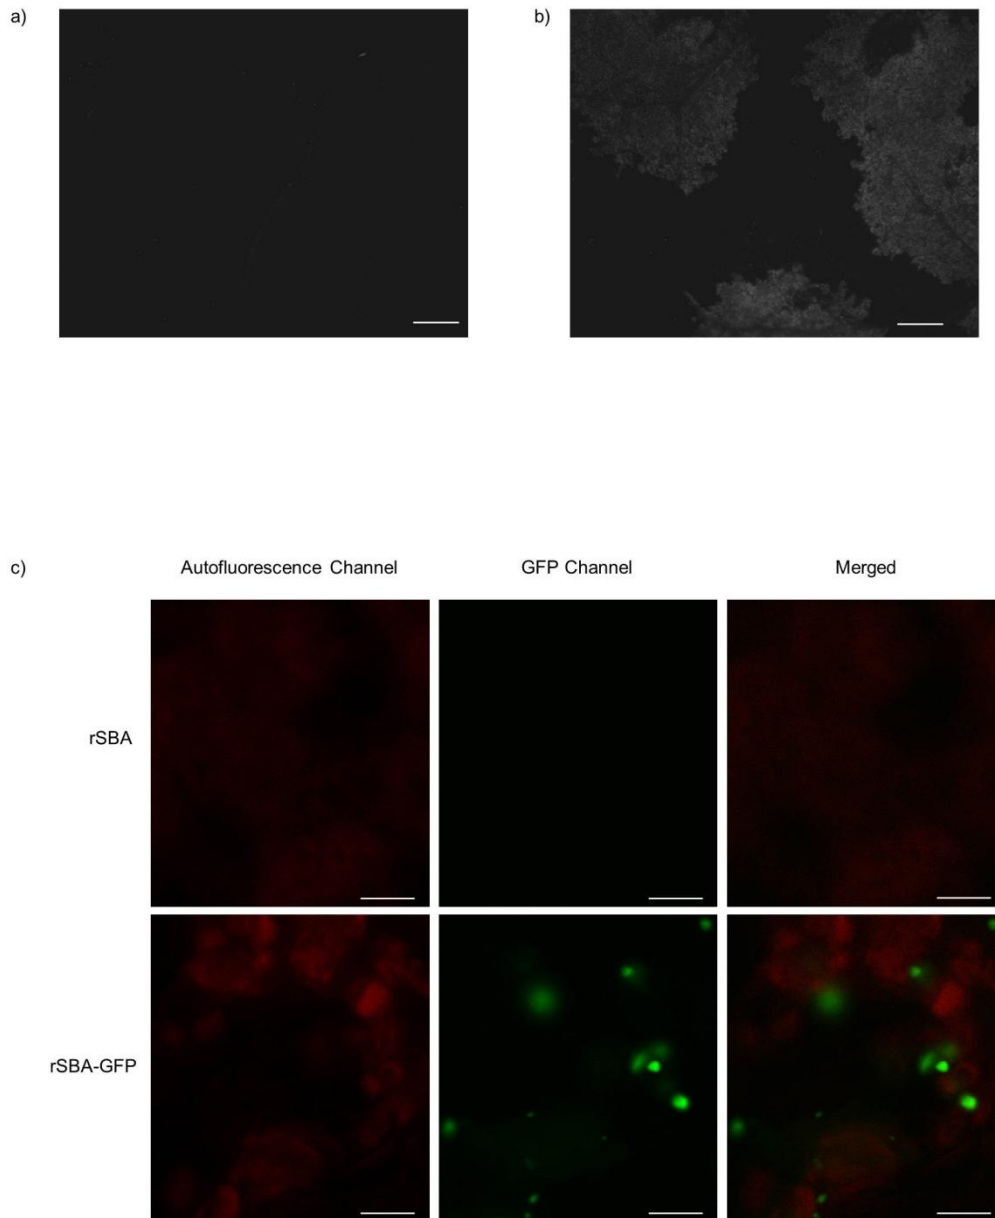 a)
b)
c)
Autofluorescence Channel
GFP Channel
Merged
rSBA
rSBA-GFP